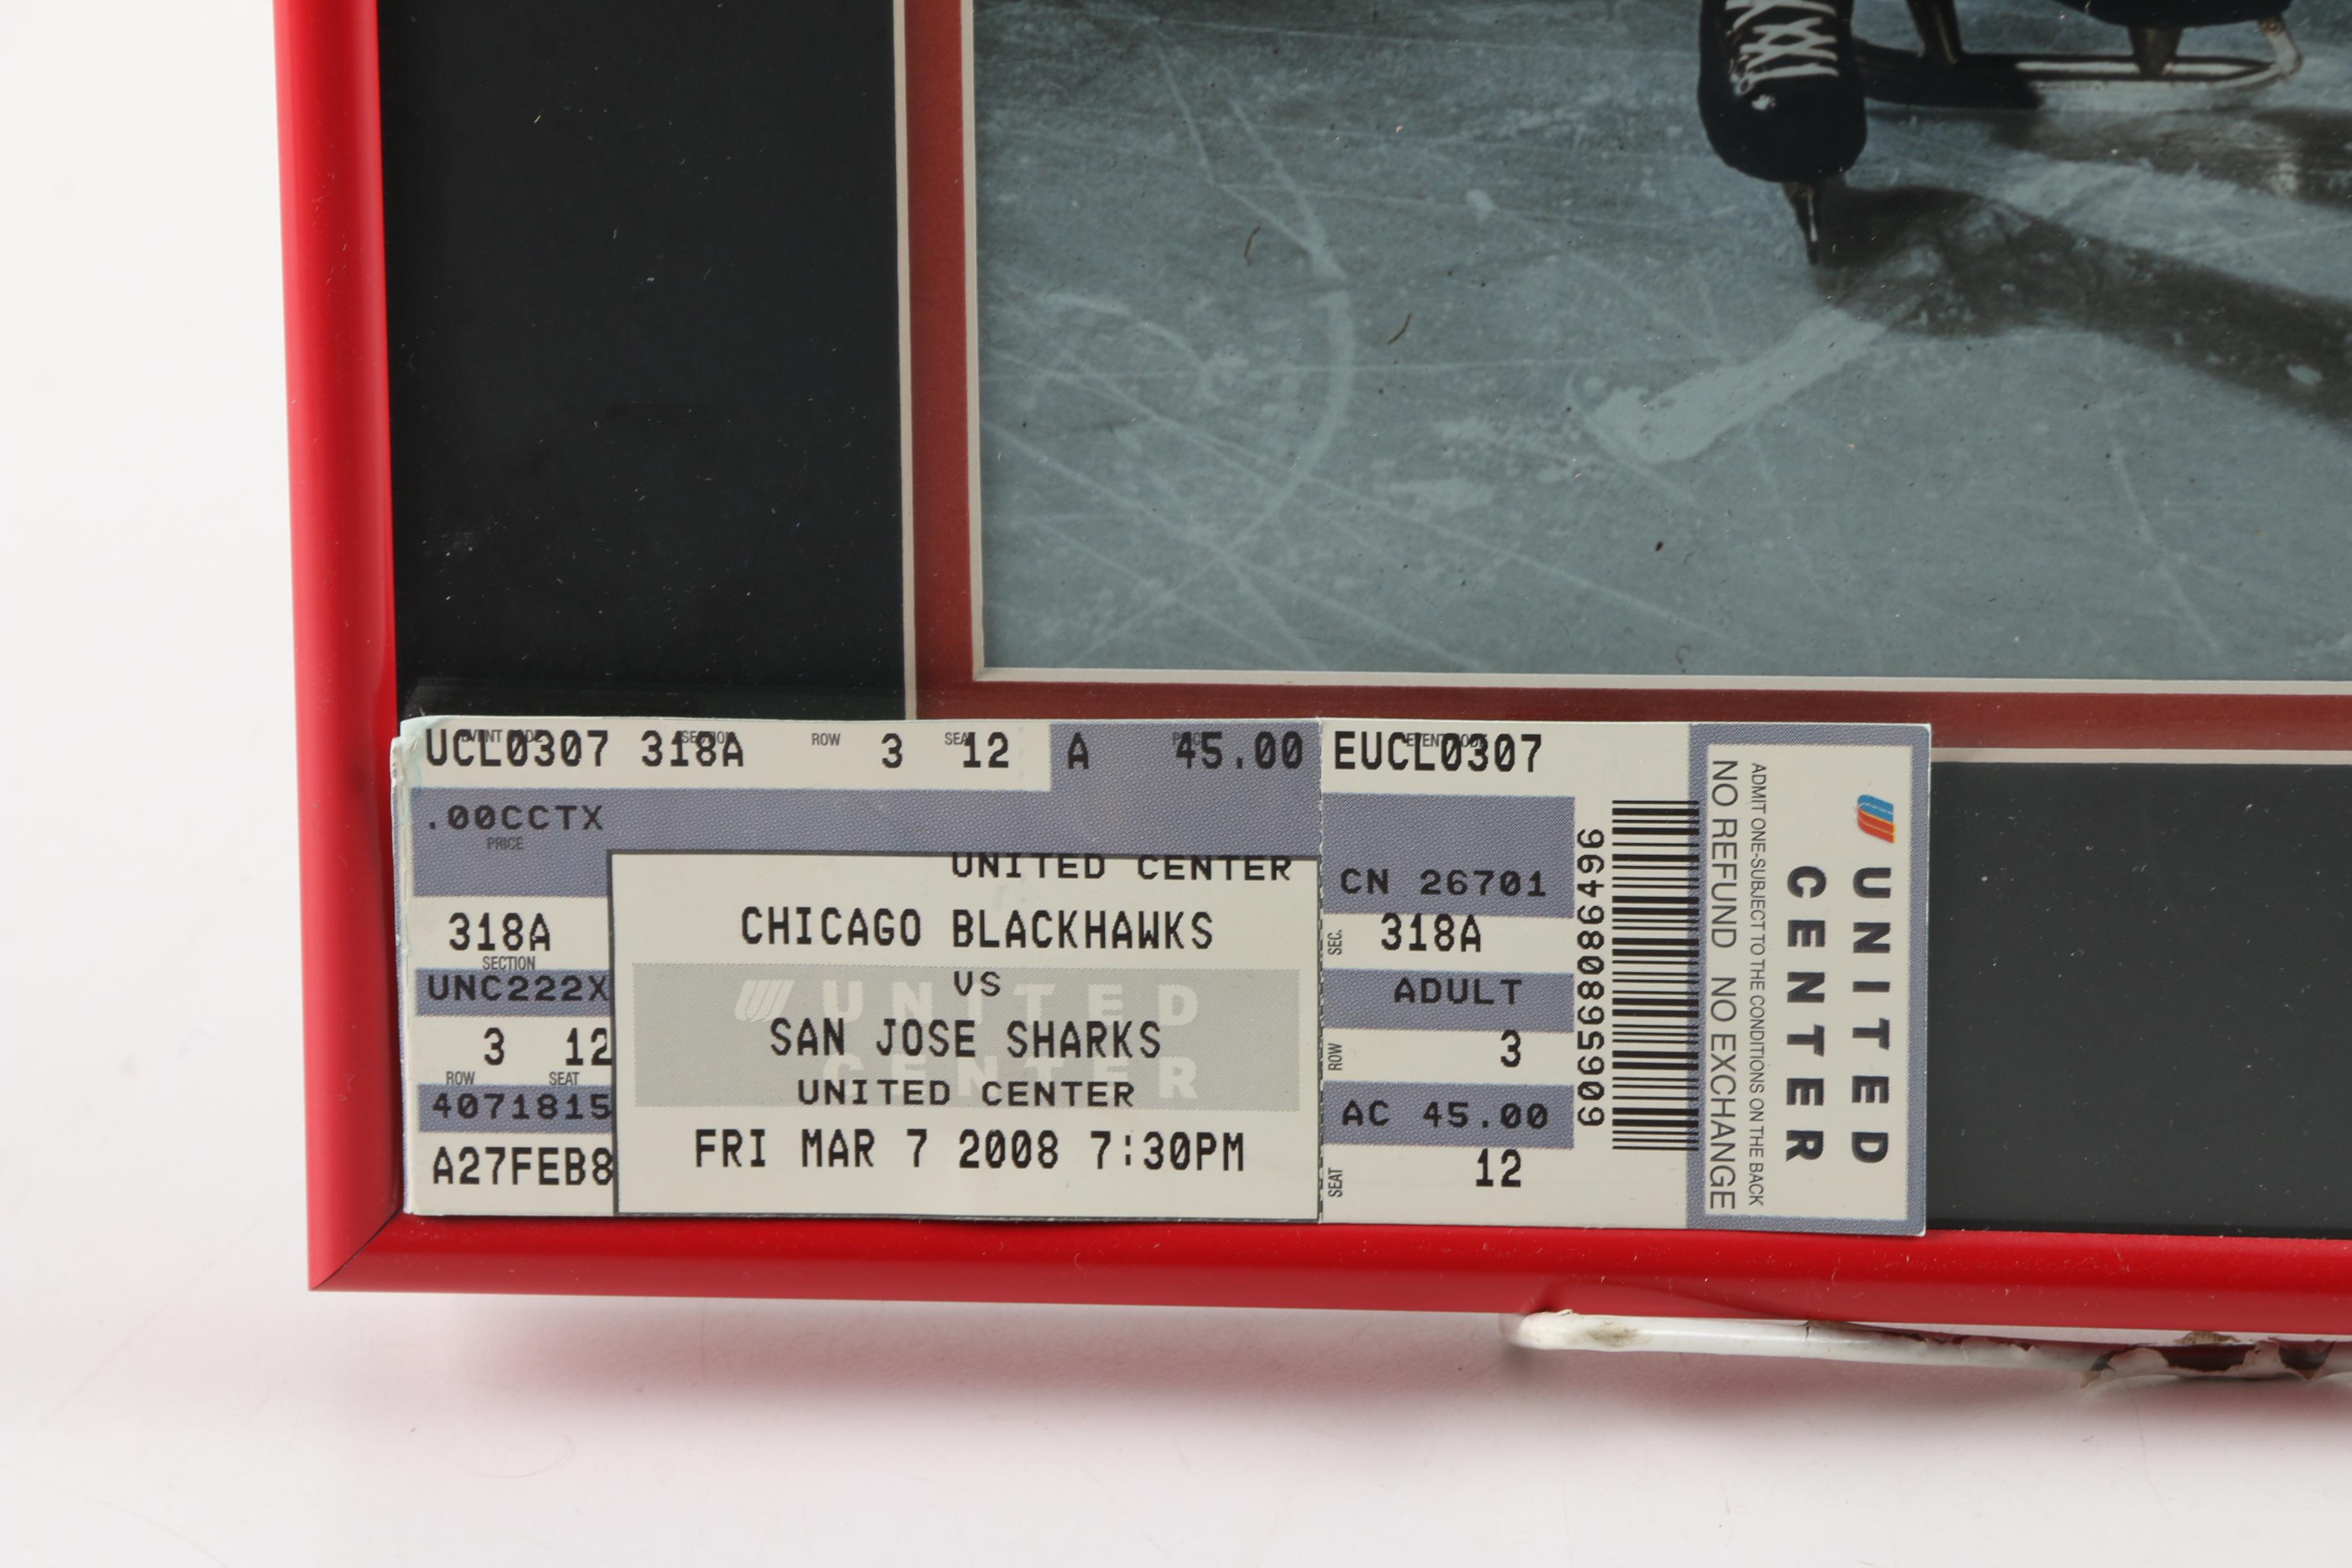 UCL0307 318A ROW 3 SEAT 12 A 45.00
.00CCTX
PRICE
318A
SECTION
UNC222X
3 12
ROW SEAT
4071815
A27FEB8
UNITED CENTER
CHICAGO BLACKHAWKS
VS
UNITED
SAN JOSE SHARKS
CENTER
UNITED CENTER
FRI MAR 7 2008 7:30PM
EUCL0307
CN 26701
SEC. 318A
ADULT
ROW 3
AC 45.00
SEAT 12
NO REFUND NO EXCHANGE
ADMIT ONE-SUBJECT TO THE CONDITIONS ON THE BACK
UNITED
CENTER